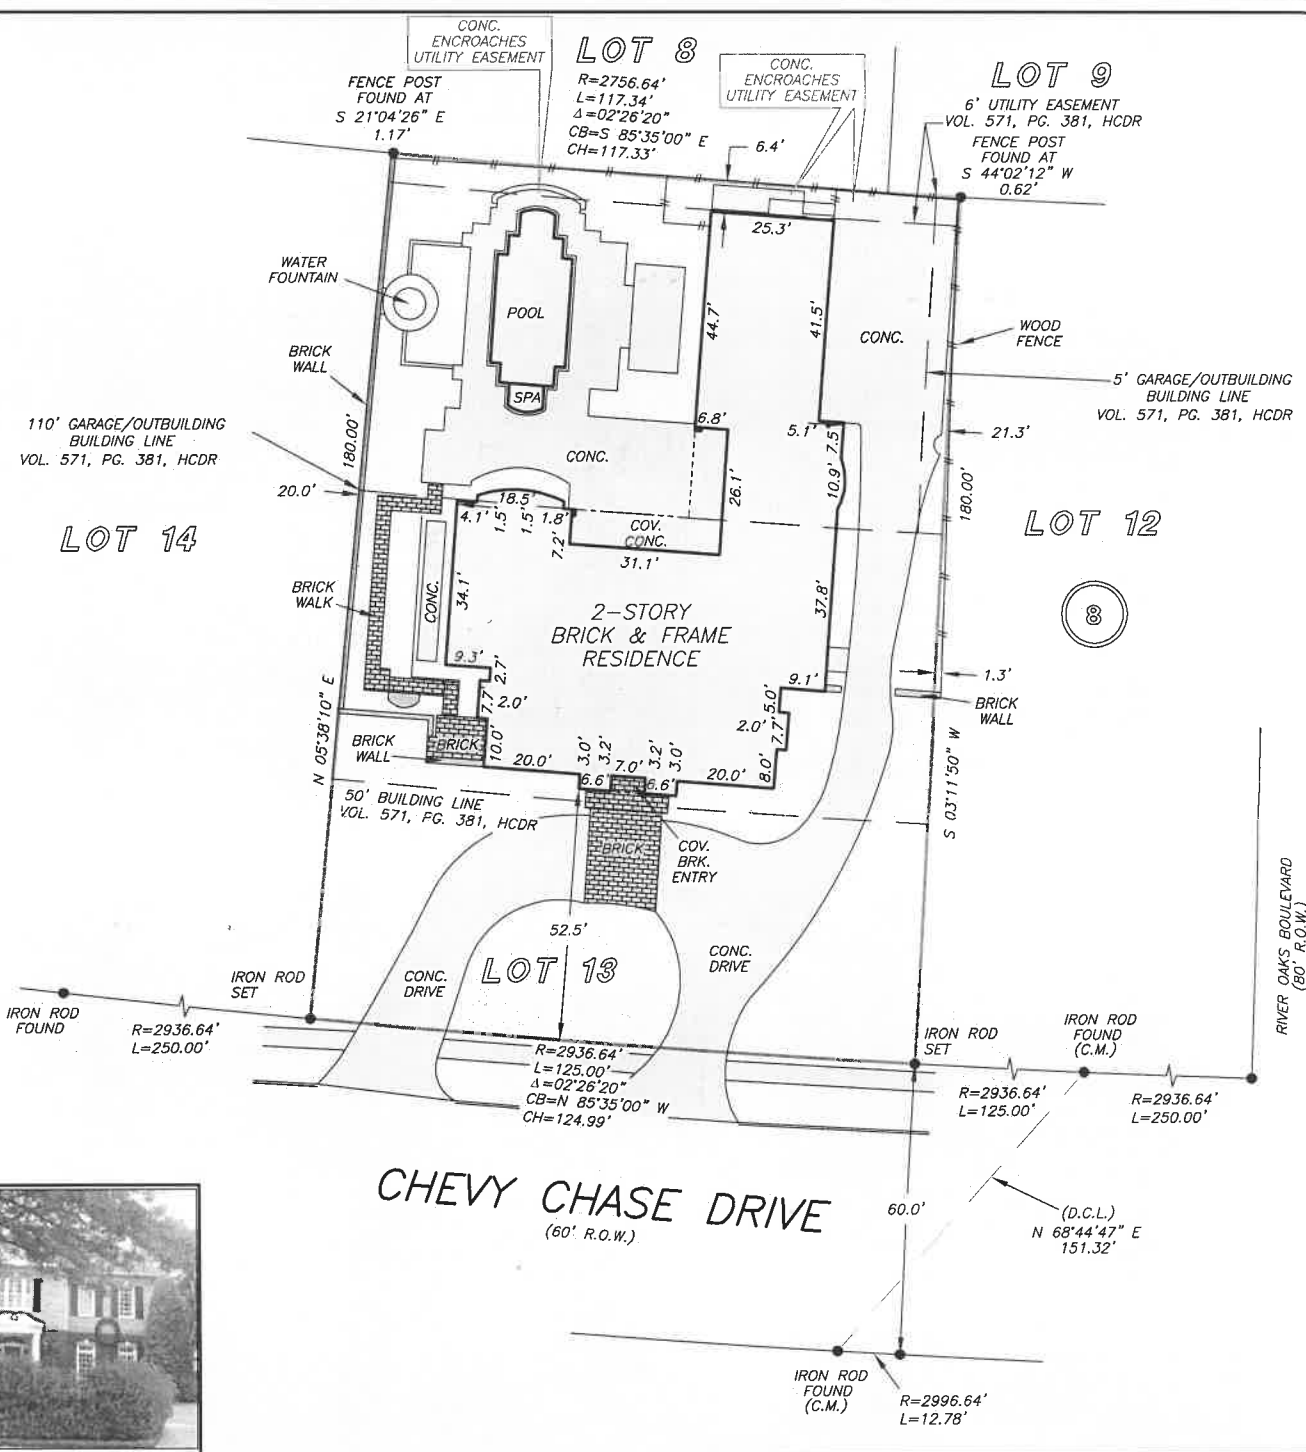 CONC.
ENCROACHES
UTILITY EASEMENT
LOT 8
R=2756.64'
L=117.34'
Δ=02°26'20"
CB=S 85°35'00" E
CH=117.33'
CONC.
ENCROACHES
UTILITY EASEMENT
LOT 9
6' UTILITY EASEMENT
VOL. 571, PG. 381, HCDR
FENCE POST
FOUND AT
S 44°02'12" W
0.62'
FENCE POST
FOUND AT
S 21°04'26" E
1.17'
6.4'
25.3'
WATER
FOUNTAIN
POOL
SPA
44.7'
41.5'
CONC.
WOOD
FENCE
BRICK
WALL
5' GARAGE/OUTBUILDING
BUILDING LINE
VOL. 571, PG. 381, HCDR
110' GARAGE/OUTBUILDING
BUILDING LINE
VOL. 571, PG. 381, HCDR
180.00'
20.0'
6.8'
5.1'
7.5'
21.3'
CONC.
26.1'
10.9'
180.00'
LOT 14
18.5'
4.1'
1.5'
1.5'
1.8'
7.2'
COV.
CONC.
31.1'
LOT 12
8
BRICK
WALK
CONC.
34.1'
2-STORY
BRICK & FRAME
RESIDENCE
37.8'
9.3'
2.7'
7.7'
2.0'
9.1'
5.0'
2.0'
7.7'
1.3'
BRICK
WALL
N 05°38'10" E
BRICK
WALL
BRICK
10.0'
20.0'
3.0'
3.2'
7.0'
3.2'
3.0'
6.6'
6.6'
20.0'
8.0'
S 03°11'50" W
50' BUILDING LINE
VOL. 571, PG. 381, HCDR
BRICK
COV.
BRK.
ENTRY
52.5'
LOT 13
CONC.
DRIVE
CONC.
DRIVE
RIVER OAKS BOULEVARD
(80' R.O.W.)
IRON ROD
FOUND
R=2936.64'
L=250.00'
IRON ROD
SET
R=2936.64'
L=125.00'
Δ=02°26'20"
CB=N 85°35'00" W
CH=124.99'
IRON ROD
SET
IRON ROD
FOUND
(C.M.)
R=2936.64'
L=125.00'
R=2936.64'
L=250.00'
CHEVY CHASE DRIVE
(60' R.O.W.)
60.0'
(D.C.L.)
N 68°44'47" E
151.32'
IRON ROD
FOUND
(C.M.)
R=2996.64'
L=12.78'